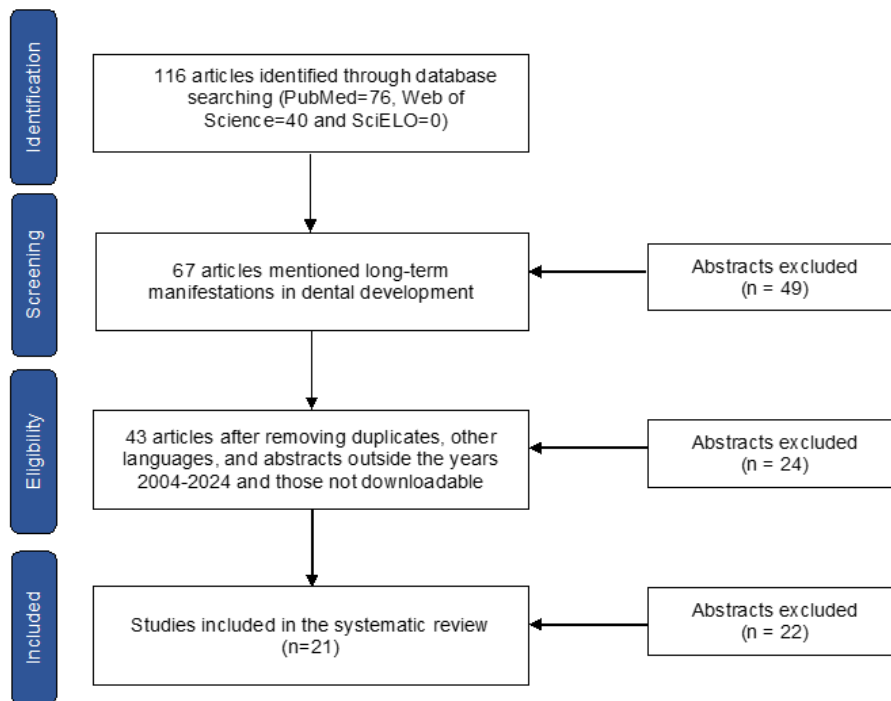 Identification
116 articles identified through database
searching (PubMed=76, Web of
Science=40 and SciELO=0)
Screening
67 articles mentioned long-term
manifestations in dental development
Abstracts excluded
(n = 49)
Eligibility
43 articles after removing duplicates, other
languages, and abstracts outside the years
2004-2024 and those not downloadable
Abstracts excluded
(n = 24)
Included
Studies included in the systematic review
(n=21)
Abstracts excluded
(n = 22)